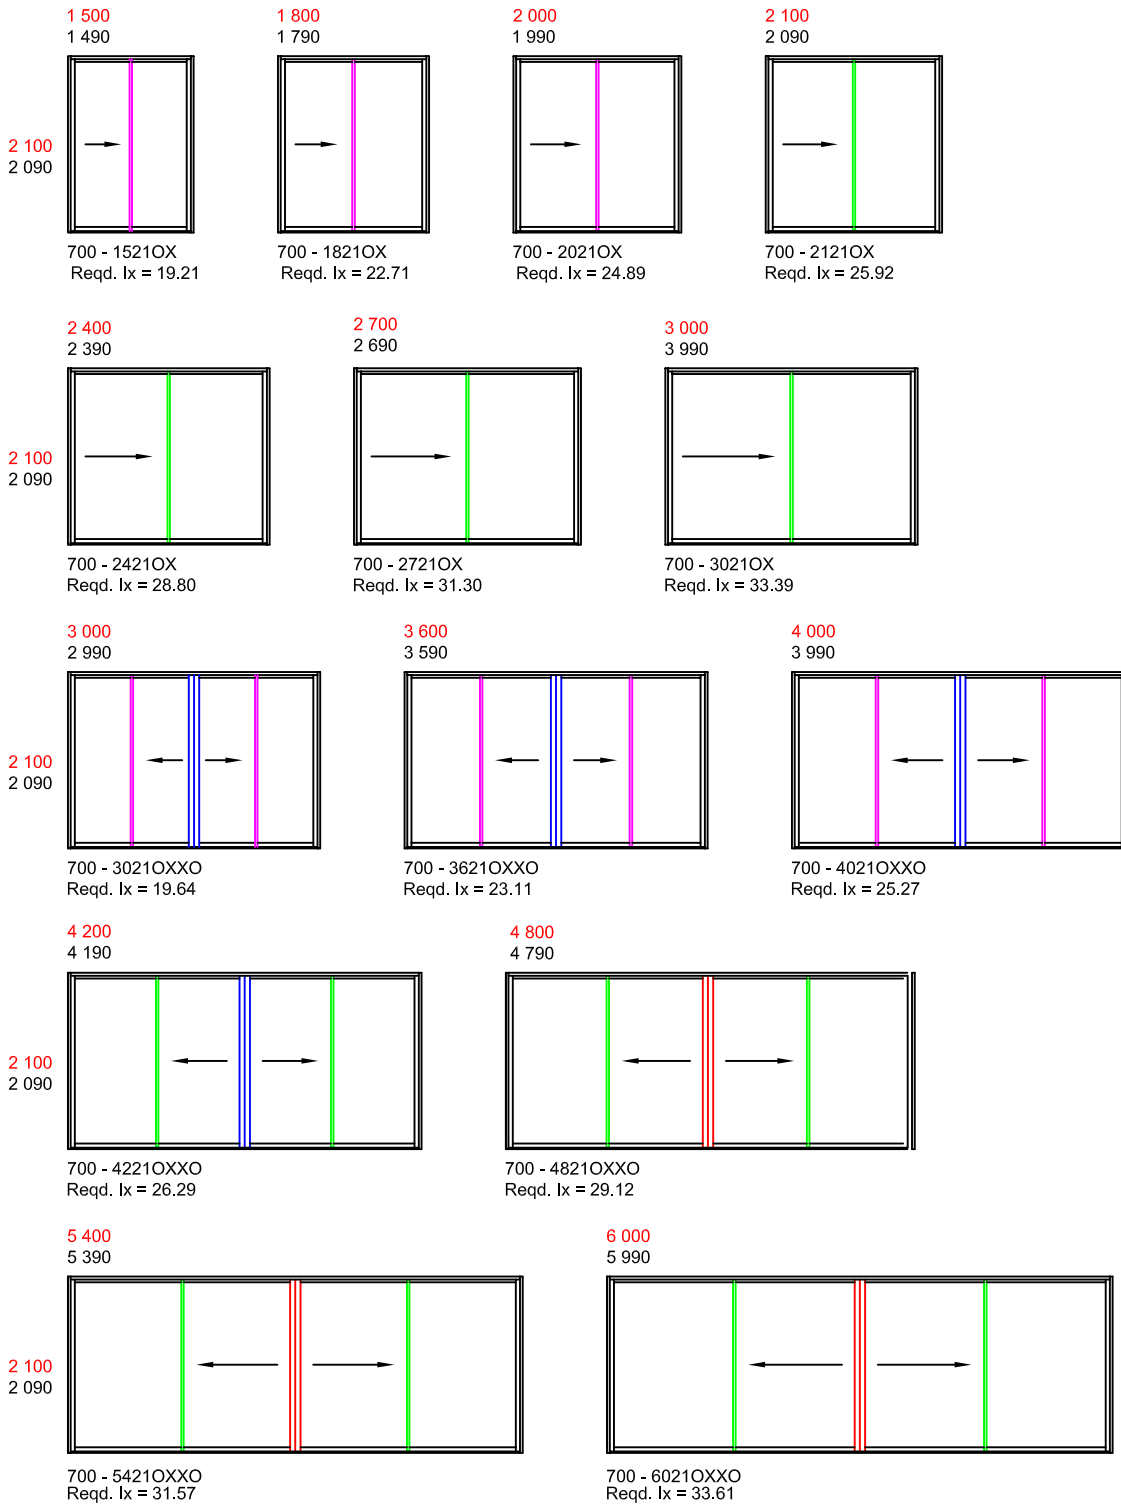 1 500
1 490
1 800
1 790
2 000
1 990
2 100
2 090
2 100
2 090
700 - 1521OX
Reqd. Ix = 19.21
700 - 1821OX
Reqd. Ix = 22.71
700 - 2021OX
Reqd. Ix = 24.89
700 - 2121OX
Reqd. Ix = 25.92
2 400
2 390
2 700
2 690
3 000
3 990
2 100
2 090
700 - 2421OX
Reqd. Ix = 28.80
700 - 2721OX
Reqd. Ix = 31.30
700 - 3021OX
Reqd. Ix = 33.39
3 000
2 990
3 600
3 590
4 000
3 990
2 100
2 090
700 - 3021OXXO
Reqd. Ix = 19.64
700 - 3621OXXO
Reqd. Ix = 23.11
700 - 4021OXXO
Reqd. Ix = 25.27
4 200
4 190
4 800
4 790
2 100
2 090
700 - 4221OXXO
Reqd. Ix = 26.29
700 - 4821OXXO
Reqd. Ix = 29.12
5 400
5 390
6 000
5 990
2 100
2 090
700 - 5421OXXO
Reqd. Ix = 31.57
700 - 6021OXXO
Reqd. Ix = 33.61